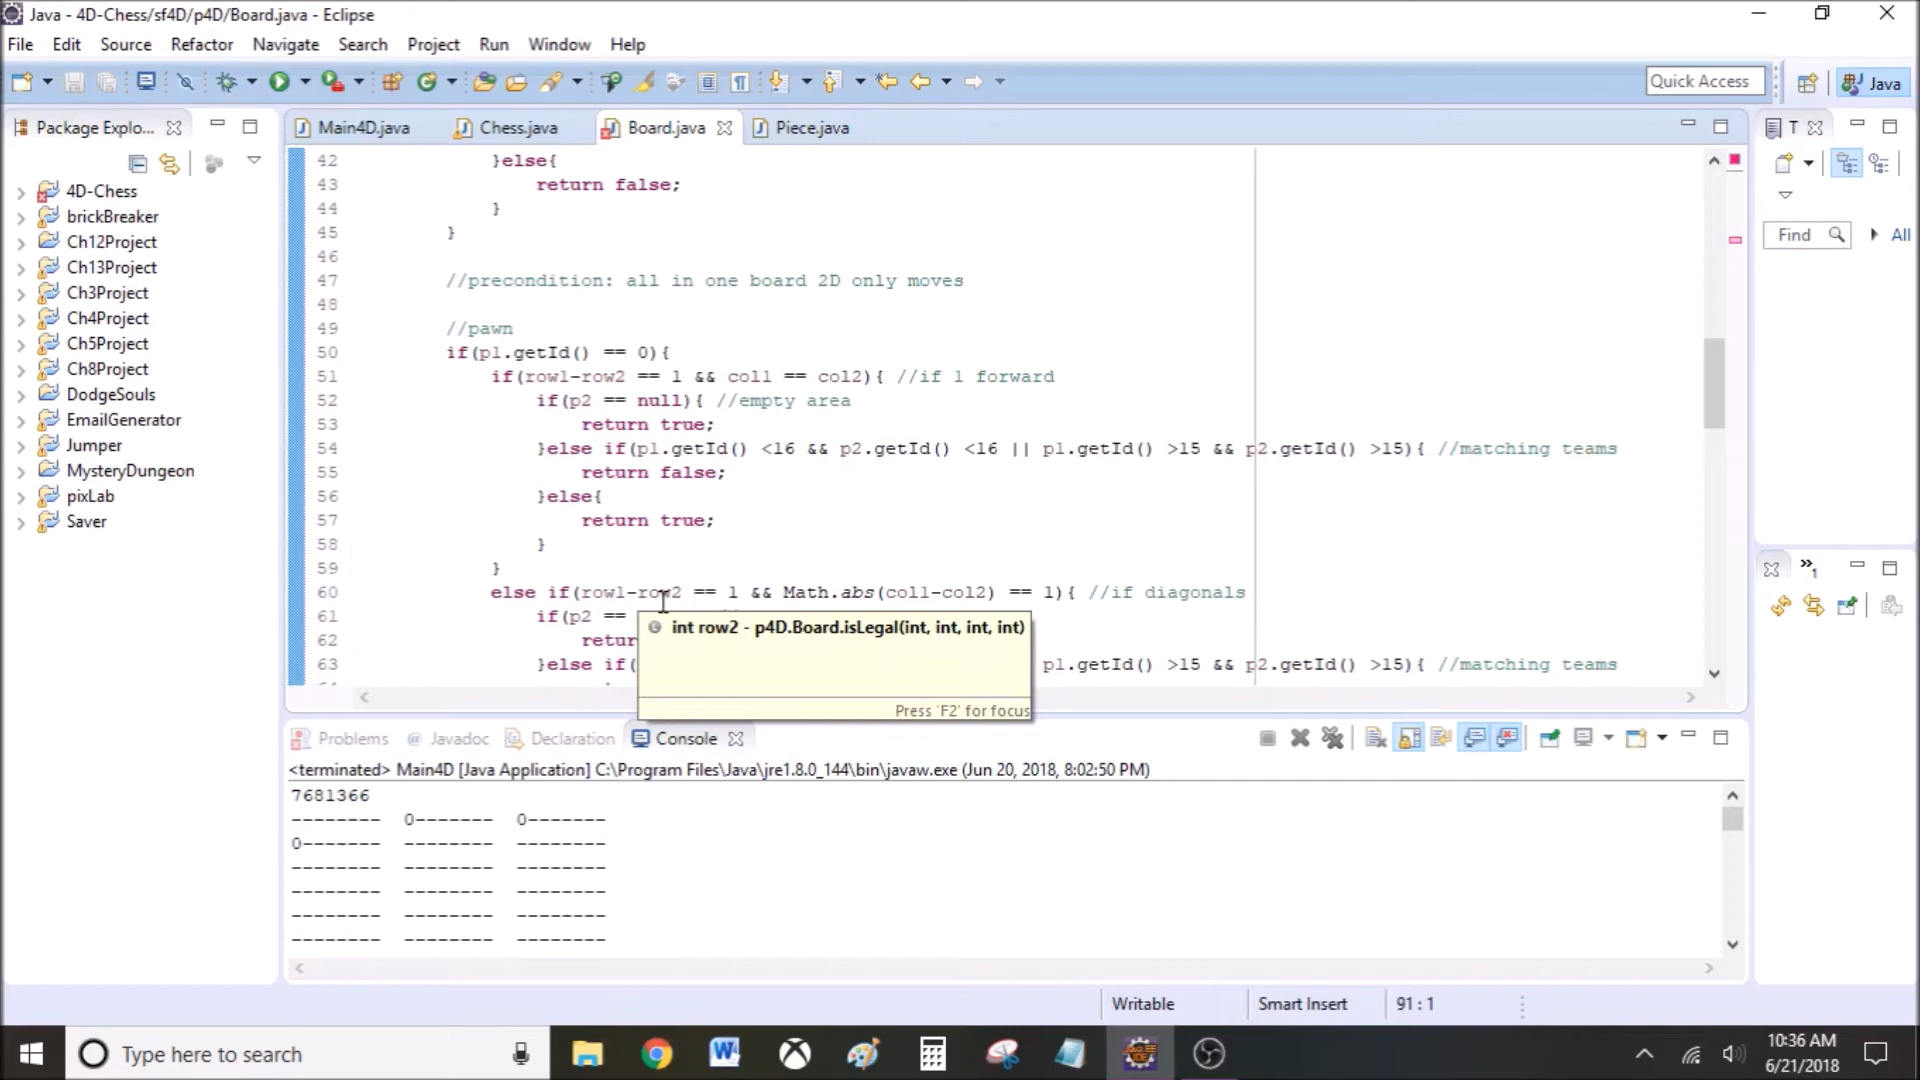 Java - 4D-Chess/sf4D/p4D/Board.java - Eclipse
File Edit Source Refactor Navigate Search Project Run Window Help
Quick Access
Java
Package Explo...
Main4D.java
Chess.java
Board.java
Piece.java
T
4D-Chess
brickBreaker
Ch12Project
Ch13Project
Ch3Project
Ch4Project
Ch5Project
Ch8Project
DodgeSouls
EmailGenerator
Jumper
MysteryDungeon
pixLab
Saver
42 }else{
43 return false;
44 }
45 }
46
47 //precondition: all in one board 2D only moves
48
49 //pawn
50 if(p1.getId() == 0){
51 if(row1-row2 == 1 && col1 == col2){ //if 1 forward
52 if(p2 == null){ //empty area
53 return true;
54 }else if(p1.getId() <16 && p2.getId() <16 || p1.getId() >15 && p2.getId() >15){ //matching teams
55 return false;
56 }else{
57 return true;
58 }
59 }
60 else if(row1-row2 == 1 && Math.abs(col1-col2) == 1){ //if diagonals
61 if(p2 ==
62 retur
63 }else if( p1.getId() >15 && p2.getId() >15){ //matching teams
int row2 - p4D.Board.isLegal(int, int, int, int)
Press 'F2' for focus
Find
All
»1
Problems
@ Javadoc
Declaration
Console
<terminated> Main4D [Java Application] C:\Program Files\Java\jre1.8.0_144\bin\javaw.exe (Jun 20, 2018, 8:02:50 PM)
7681366
-------- 0------- 0-------
0------- -------- --------
-------- -------- --------
-------- -------- --------
-------- -------- --------
-------- -------- --------
Writable
Smart Insert
91 : 1
Type here to search
10:36 AM
6/21/2018